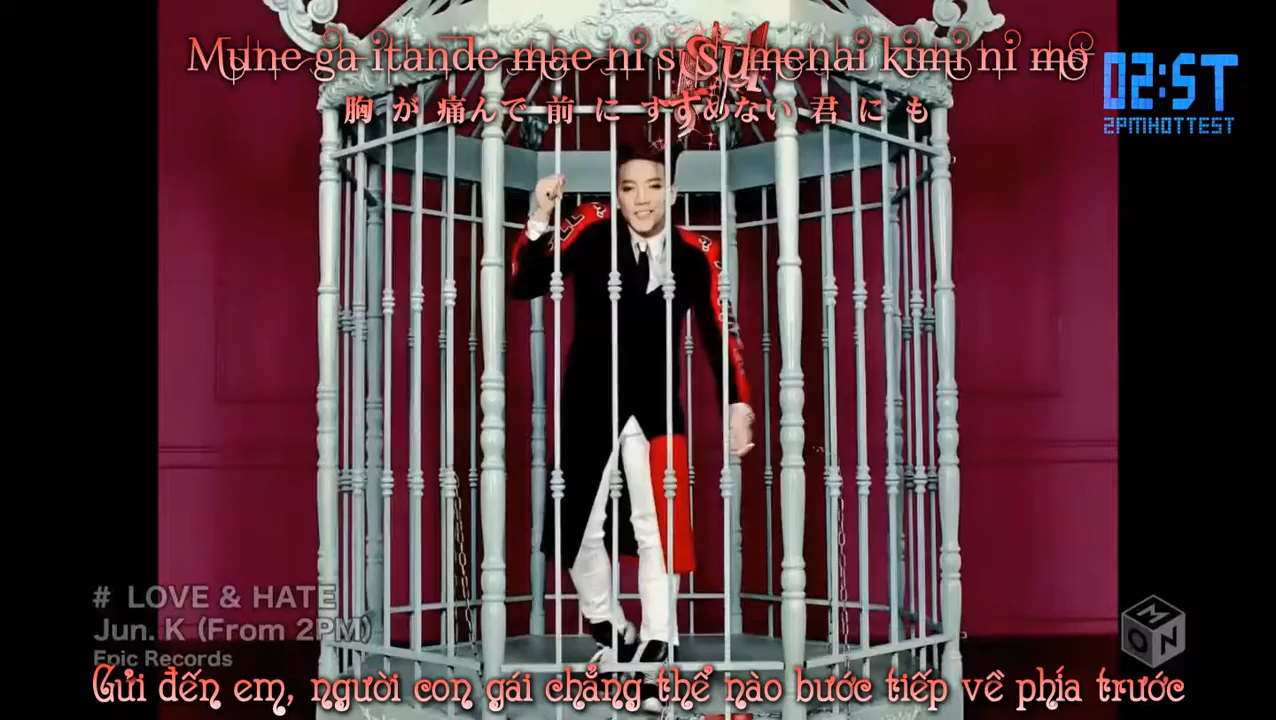 Mune ga itande mae ni susumenai kimi ni mo
胸が痛んで前にすすめない君にも
02:ST
2PMHOTTEST
# LOVE & HATE
Jun. K (From 2PM)
Epic Records
M ON
Gửi đến em, người con gái chẳng thể nào bước tiếp về phía trước